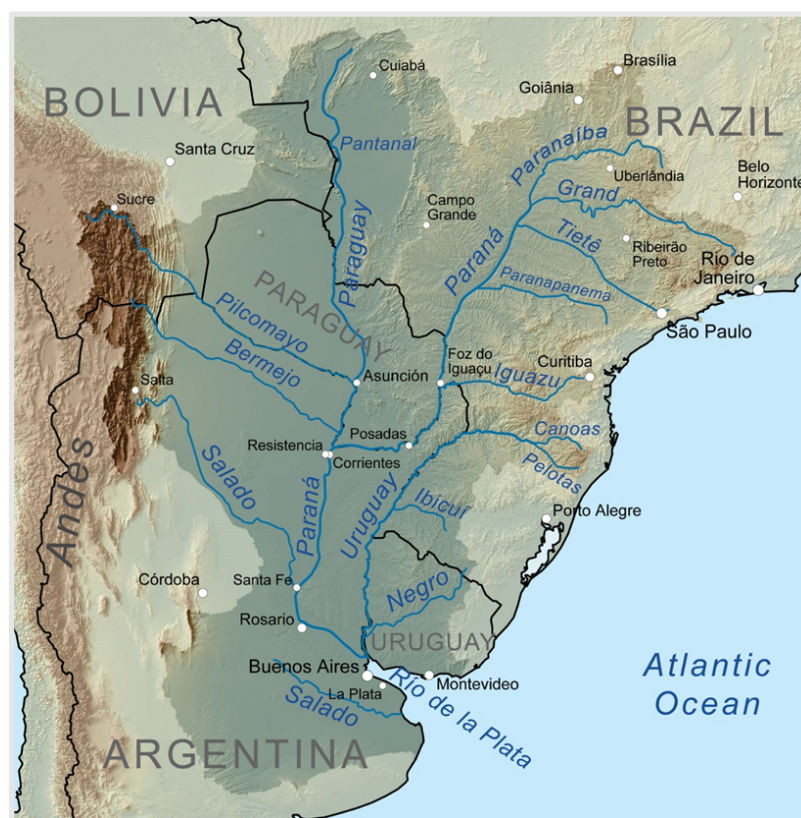 Cuiabá
Brasília
Goiânia
BOLIVIA
BRAZIL
Pantanal
Paranaíba
Santa Cruz
Uberlândia
Belo
Horizonte
Grand
Sucre
Campo
Grande
Tietê
Ribeirão
Preto
Paraná
Paraguay
Rio de
Janeiro
Paranapanema
PARAGUAY
Pilcomayo
São Paulo
Bermejo
Foz do
Iguaçu
Curitiba
Iguazu
Asunción
Salta
Posadas
Canoas
Resistencia
Corrientes
Pelotas
Salado
Andes
Paraná
Uruguay
Ibicuí
Porto Alegre
Córdoba
Santa Fe
Negro
Rosario
URUGUAY
Buenos Aires
La Plata
Montevideo
Río de la Plata
Salado
Atlantic
Ocean
ARGENTINA